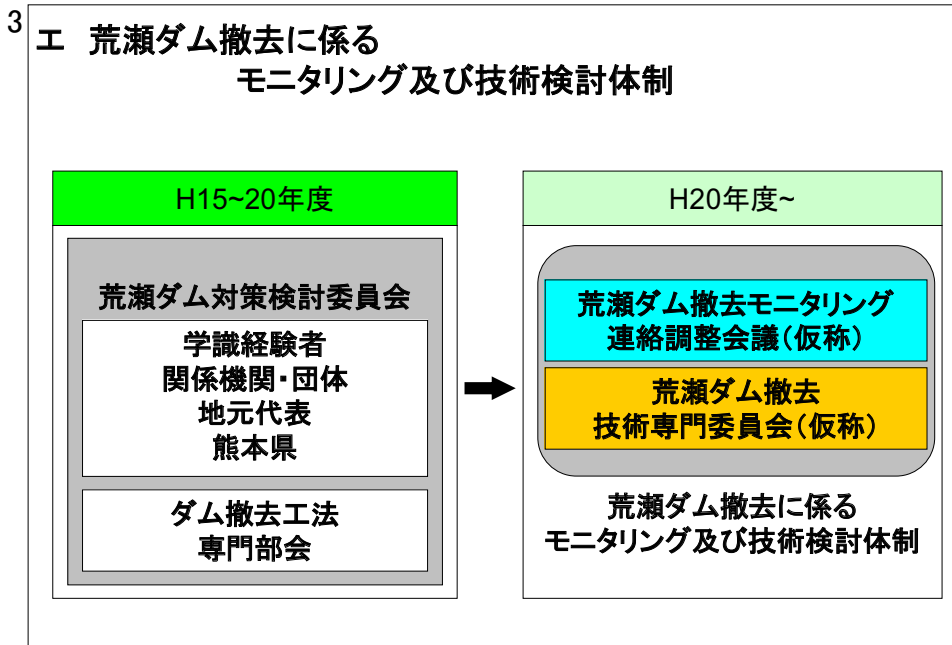 3
エ 荒瀬ダム撤去に係る
モニタリング及び技術検討体制
H15~20年度
荒瀬ダム対策検討委員会
学識経験者
関係機関・団体
地元代表
熊本県
ダム撤去工法
専門部会
H20年度~
荒瀬ダム撤去モニタリング
連絡調整会議(仮称)
荒瀬ダム撤去
技術専門委員会(仮称)
荒瀬ダム撤去に係る
モニタリング及び技術検討体制